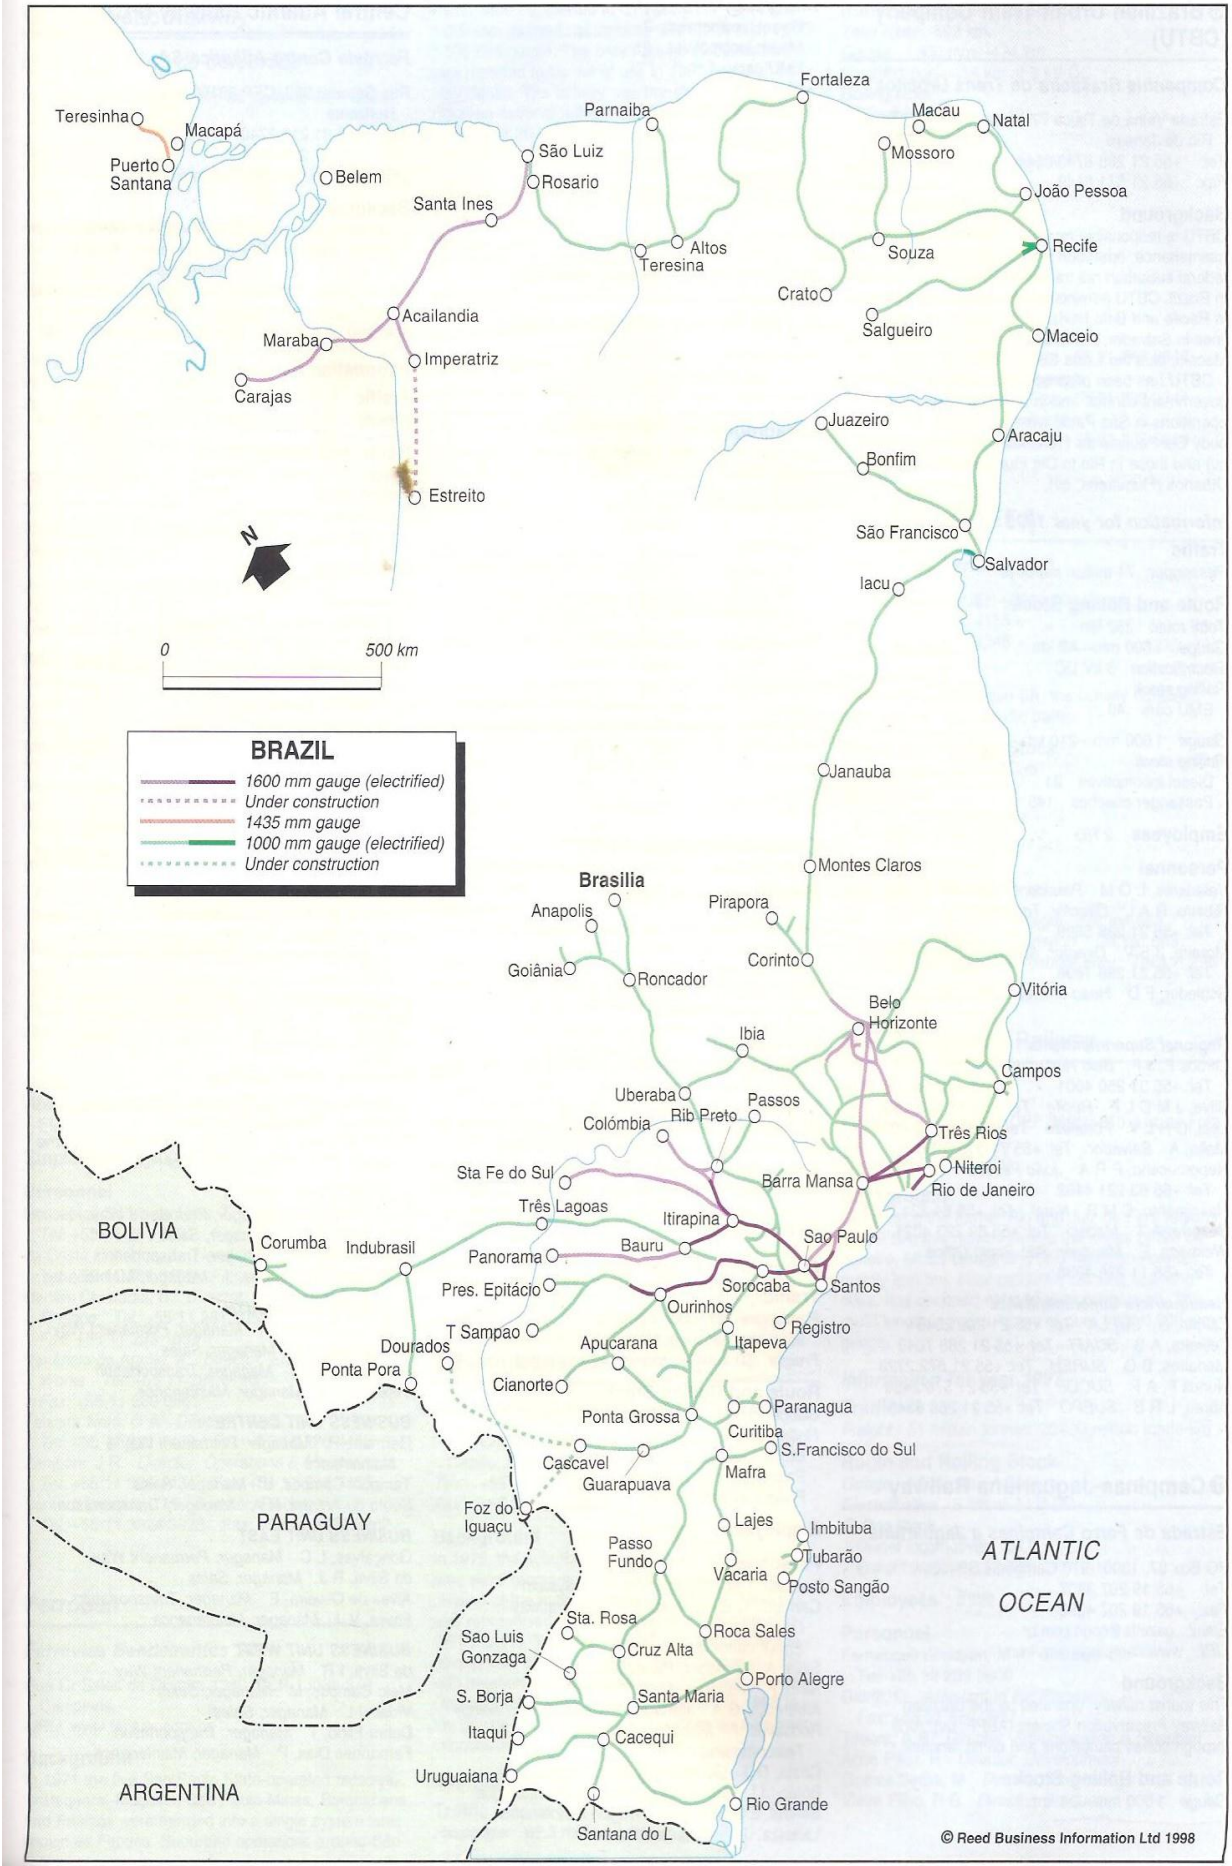 Fortaleza
Parnaiba
Macau
Natal
Teresinha
Macapá
Mossoro
São Luiz
Puerto
Santana
Belem
Rosario
João Pessoa
Santa Ines
Altos
Souza
Recife
Teresina
Crato
Acailandia
Salgueiro
Maraba
Imperatriz
Maceio
Carajas
Juazeiro
Aracaju
Bonfim
Estreito
São Francisco
N
Salvador
Iacu
0 500 km
BRAZIL
1600 mm gauge (electrified)
Under construction
1435 mm gauge
1000 mm gauge (electrified)
Under construction
Janauba
Montes Claros
Brasilia
Pirapora
Anapolis
Corinto
Goiânia
Roncador
Vitória
Belo
Horizonte
Ibia
Campos
Uberaba
Passos
Rib Preto
Colómbia
Três Rios
Sta Fe do Sul
Niteroi
Barra Mansa
Rio de Janeiro
Três Lagoas
Itirapina
BOLIVIA
Corumba
Indubrasil
Bauru
Sao Paulo
Panorama
Pres. Epitácio
Sorocaba
Santos
Ourinhos
T Sampao
Registro
Dourados
Apucarana
Itapeva
Ponta Pora
Cianorte
Paranagua
Ponta Grossa
Curitiba
S.Francisco do Sul
Cascavel
Mafra
Guarapuava
Foz do
Iguaçu
PARAGUAY
Lajes
Imbituba
Passo
Fundo
Tubarão
Vacaria
Posto Sangão
ATLANTIC
OCEAN
Sta. Rosa
Sao Luis
Gonzaga
Roca Sales
Cruz Alta
Porto Alegre
S. Borja
Santa Maria
Itaqui
Cacequi
Uruguaiana
ARGENTINA
Rio Grande
Santana do L
© Reed Business Information Ltd 1998